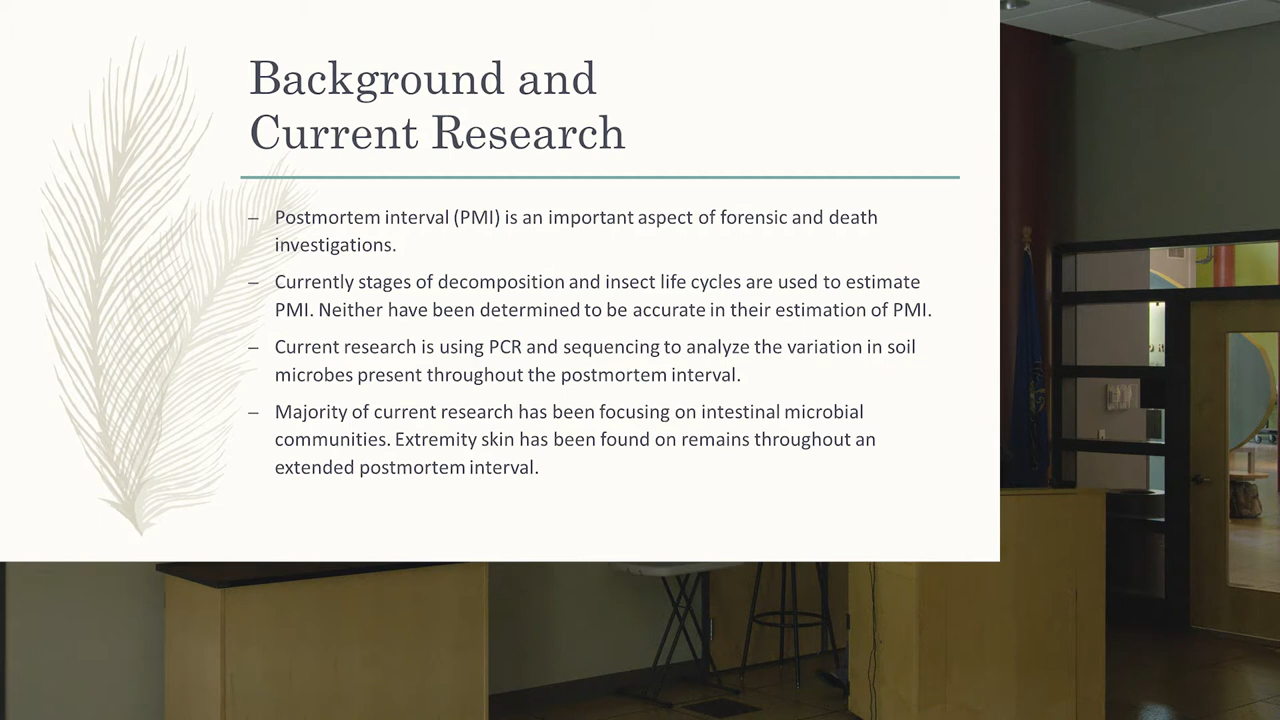 Background and
Current Research
– Postmortem interval (PMI) is an important aspect of forensic and death
investigations.
– Currently stages of decomposition and insect life cycles are used to estimate
PMI. Neither have been determined to be accurate in their estimation of PMI.
– Current research is using PCR and sequencing to analyze the variation in soil
microbes present throughout the postmortem interval.
– Majority of current research has been focusing on intestinal microbial
communities. Extremity skin has been found on remains throughout an
extended postmortem interval.